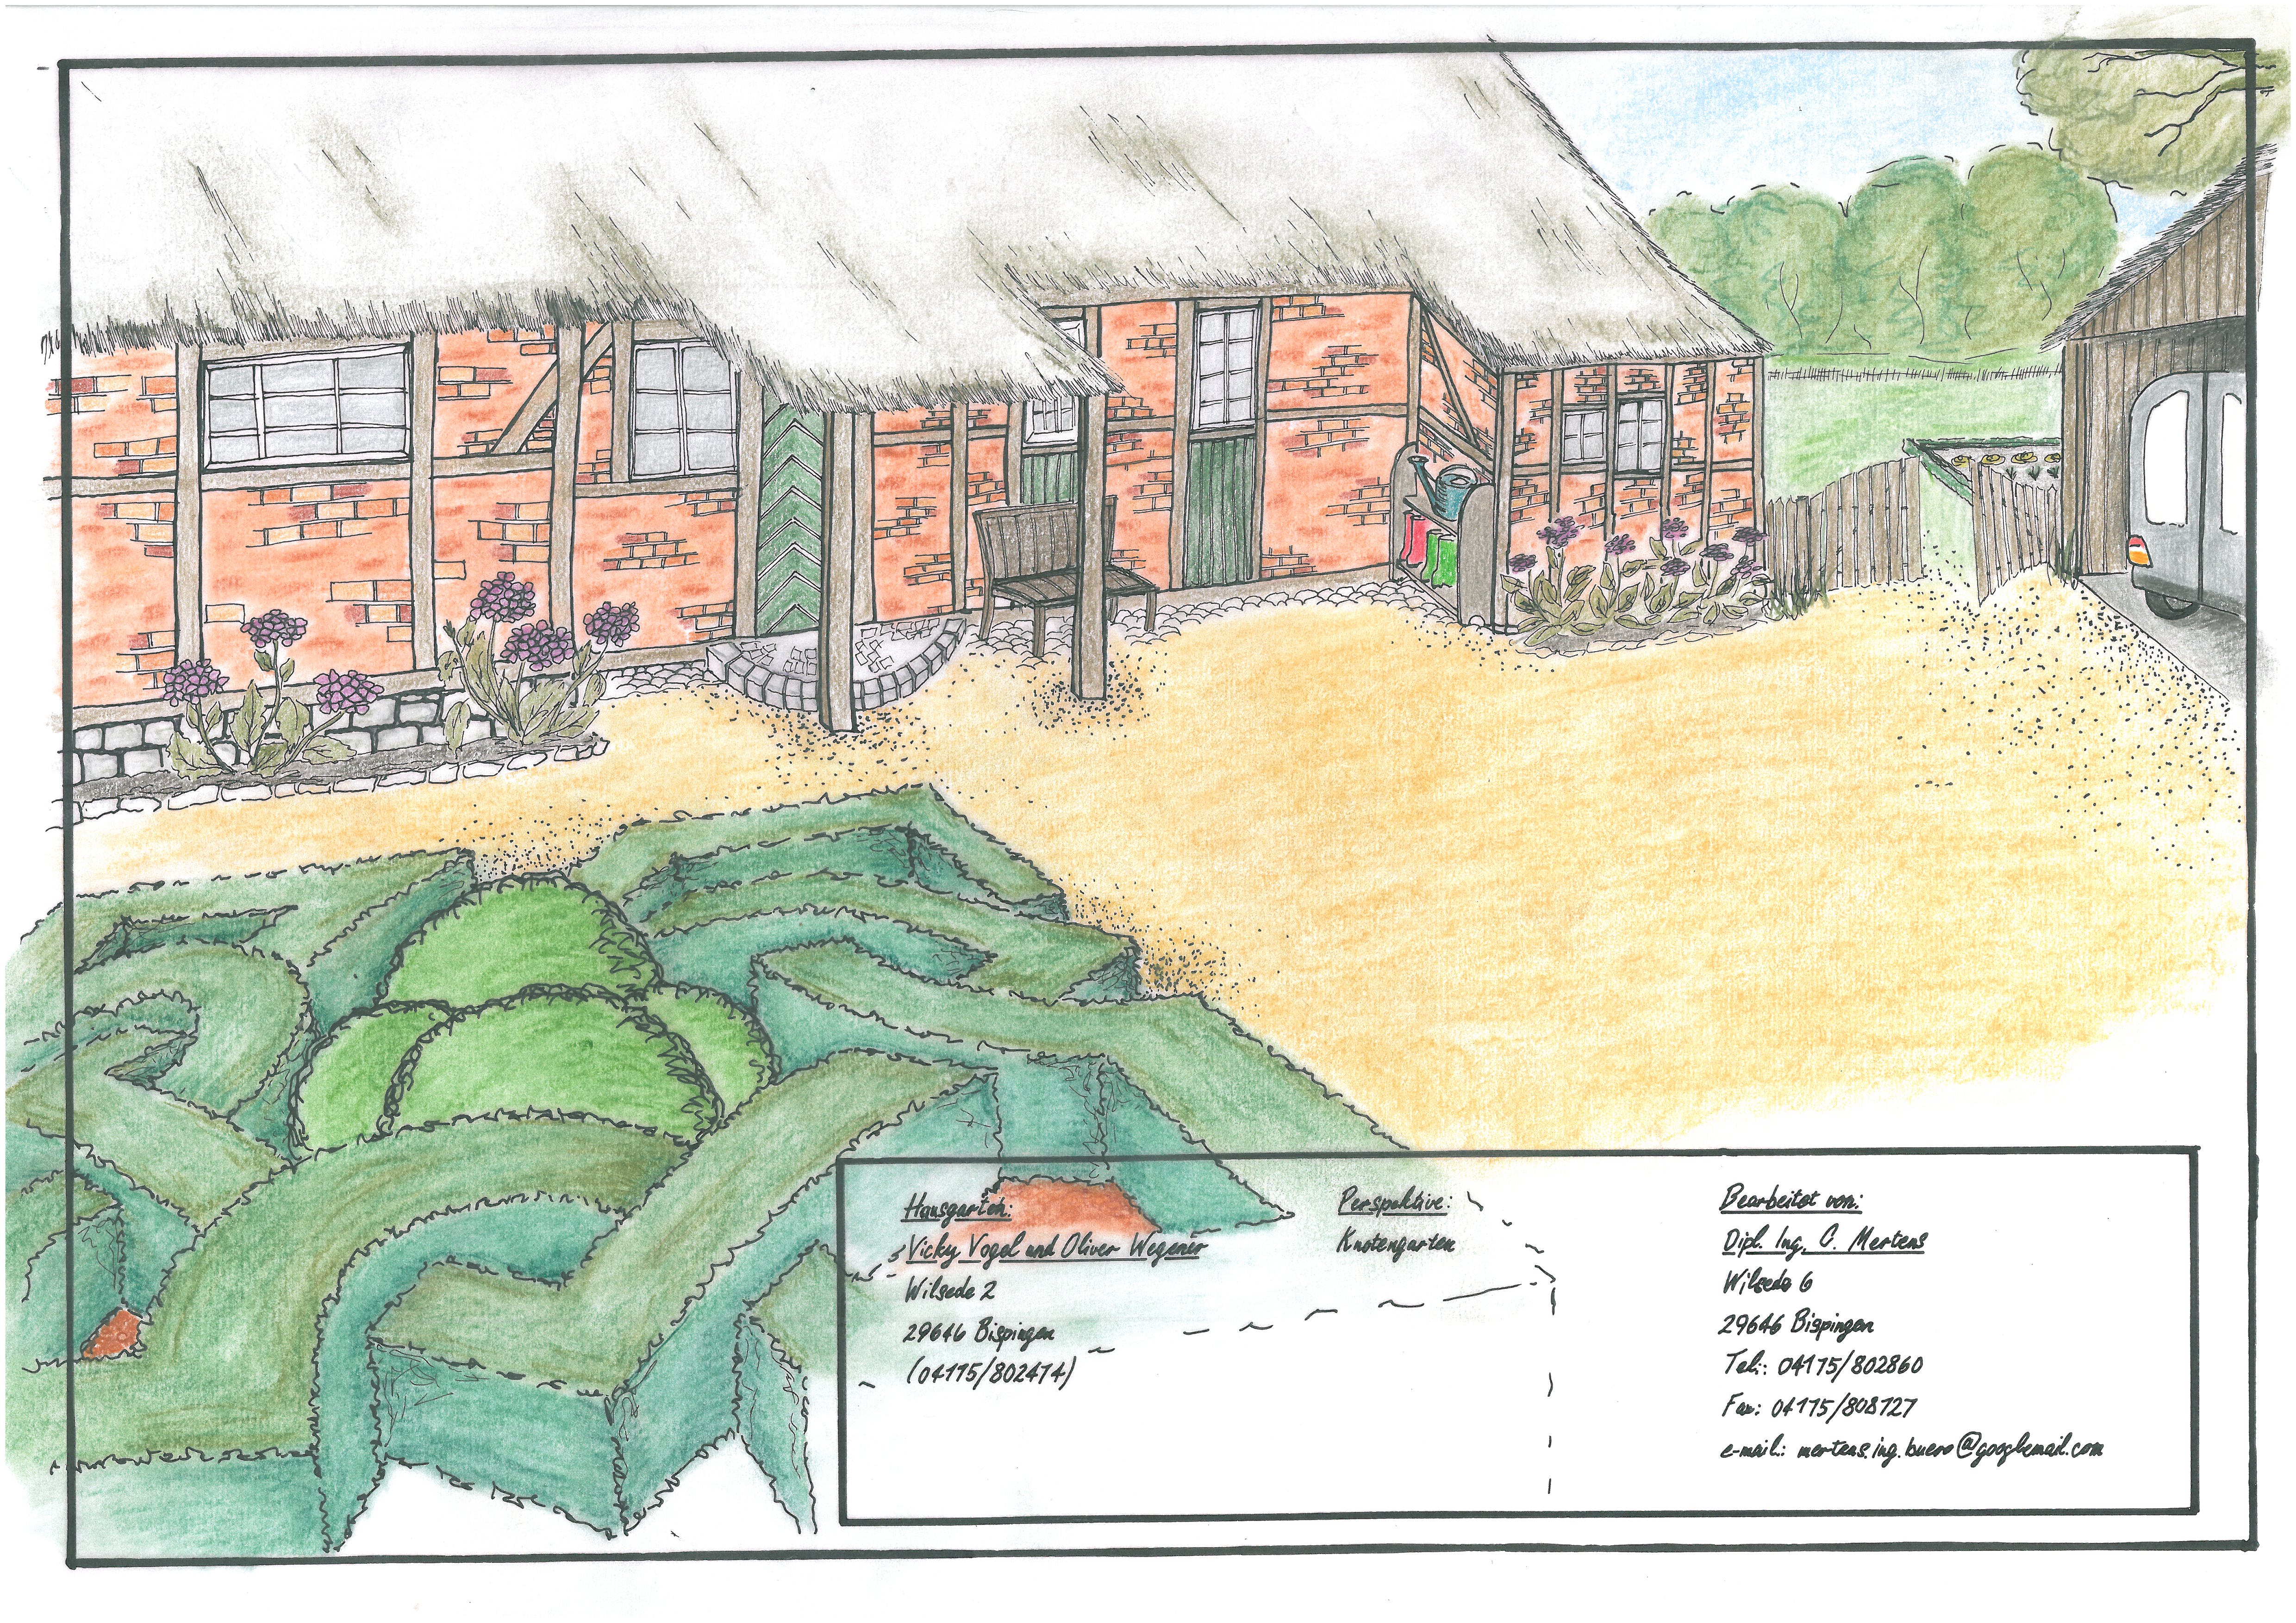 Hausgarten:
Vicky Vogel und Oliver Wegener
Wilsede 2
29646 Bispingen
(04175/802474)
Perspektive:
Knotengarten
Bearbeitet von:
Dipl. Ing. C. Mertens
Wilsede 6
29646 Bispingen
Tel.: 04175/802860
Fax: 04175/808727
e-mail: mertens.ing.buero@googlemail.com